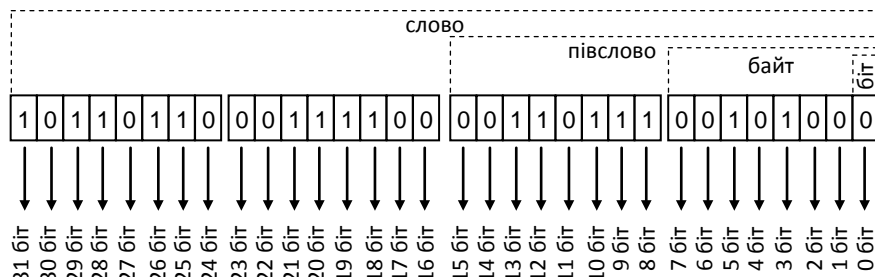 слово
півслово
байт
біт
1 0 1 1 0 1 1 0 0 0 1 1 1 1 0 0 0 0 1 1 0 1 1 1 0 0 1 0 1 0 0 0
31 біт
30 біт
29 біт
28 біт
27 біт
26 біт
25 біт
24 біт
23 біт
22 біт
21 біт
20 біт
19 біт
18 біт
17 біт
16 біт
15 біт
14 біт
13 біт
12 біт
11 біт
10 біт
9 біт
8 біт
7 біт
6 біт
5 біт
4 біт
3 біт
2 біт
1 біт
0 біт